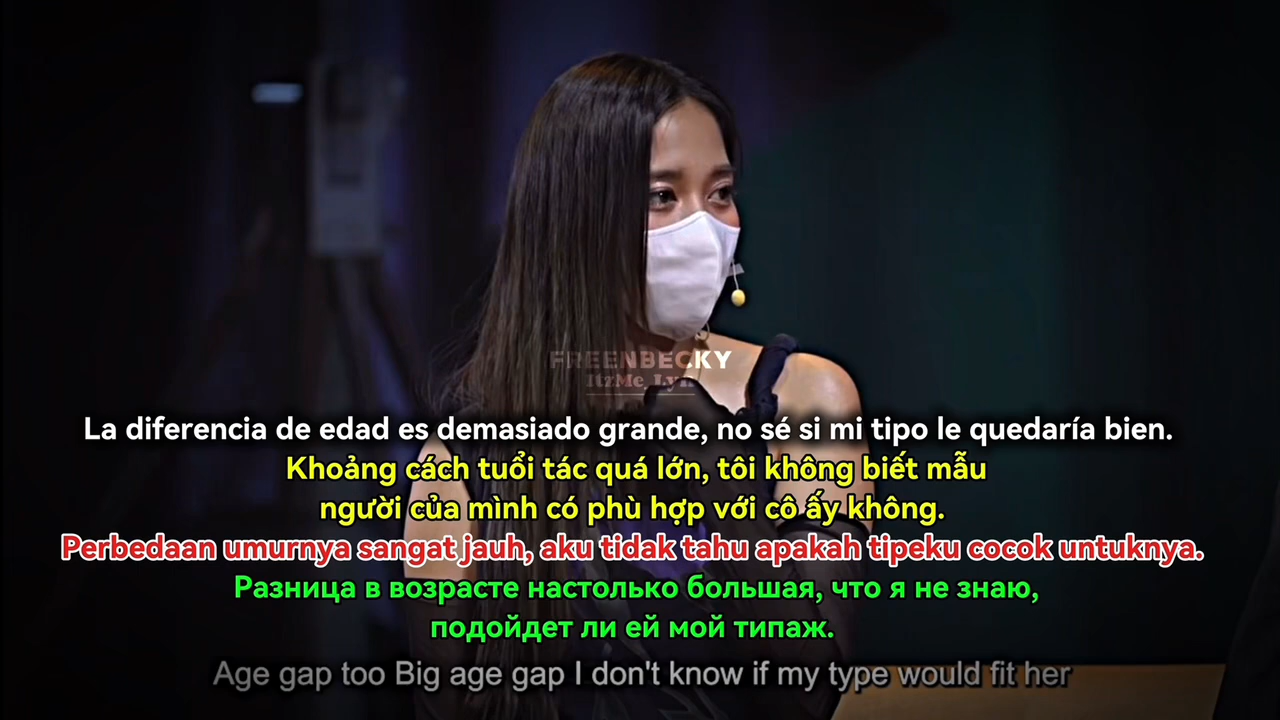 FREENBECKY
La diferencia de edad es demasiado grande, no sé si mi tipo le quedaría bien.
Khoảng cách tuổi tác quá lớn, tôi không biết mẫu
người của mình có phù hợp với cô ấy không.
Perbedaan umurnya sangat jauh, aku tidak tahu apakah tipeku cocok untuknya.
Разница в возрасте настолько большая, что я не знаю,
подойдет ли ей мой типаж.
Age gap too Big age gap I don't know if my type would fit her